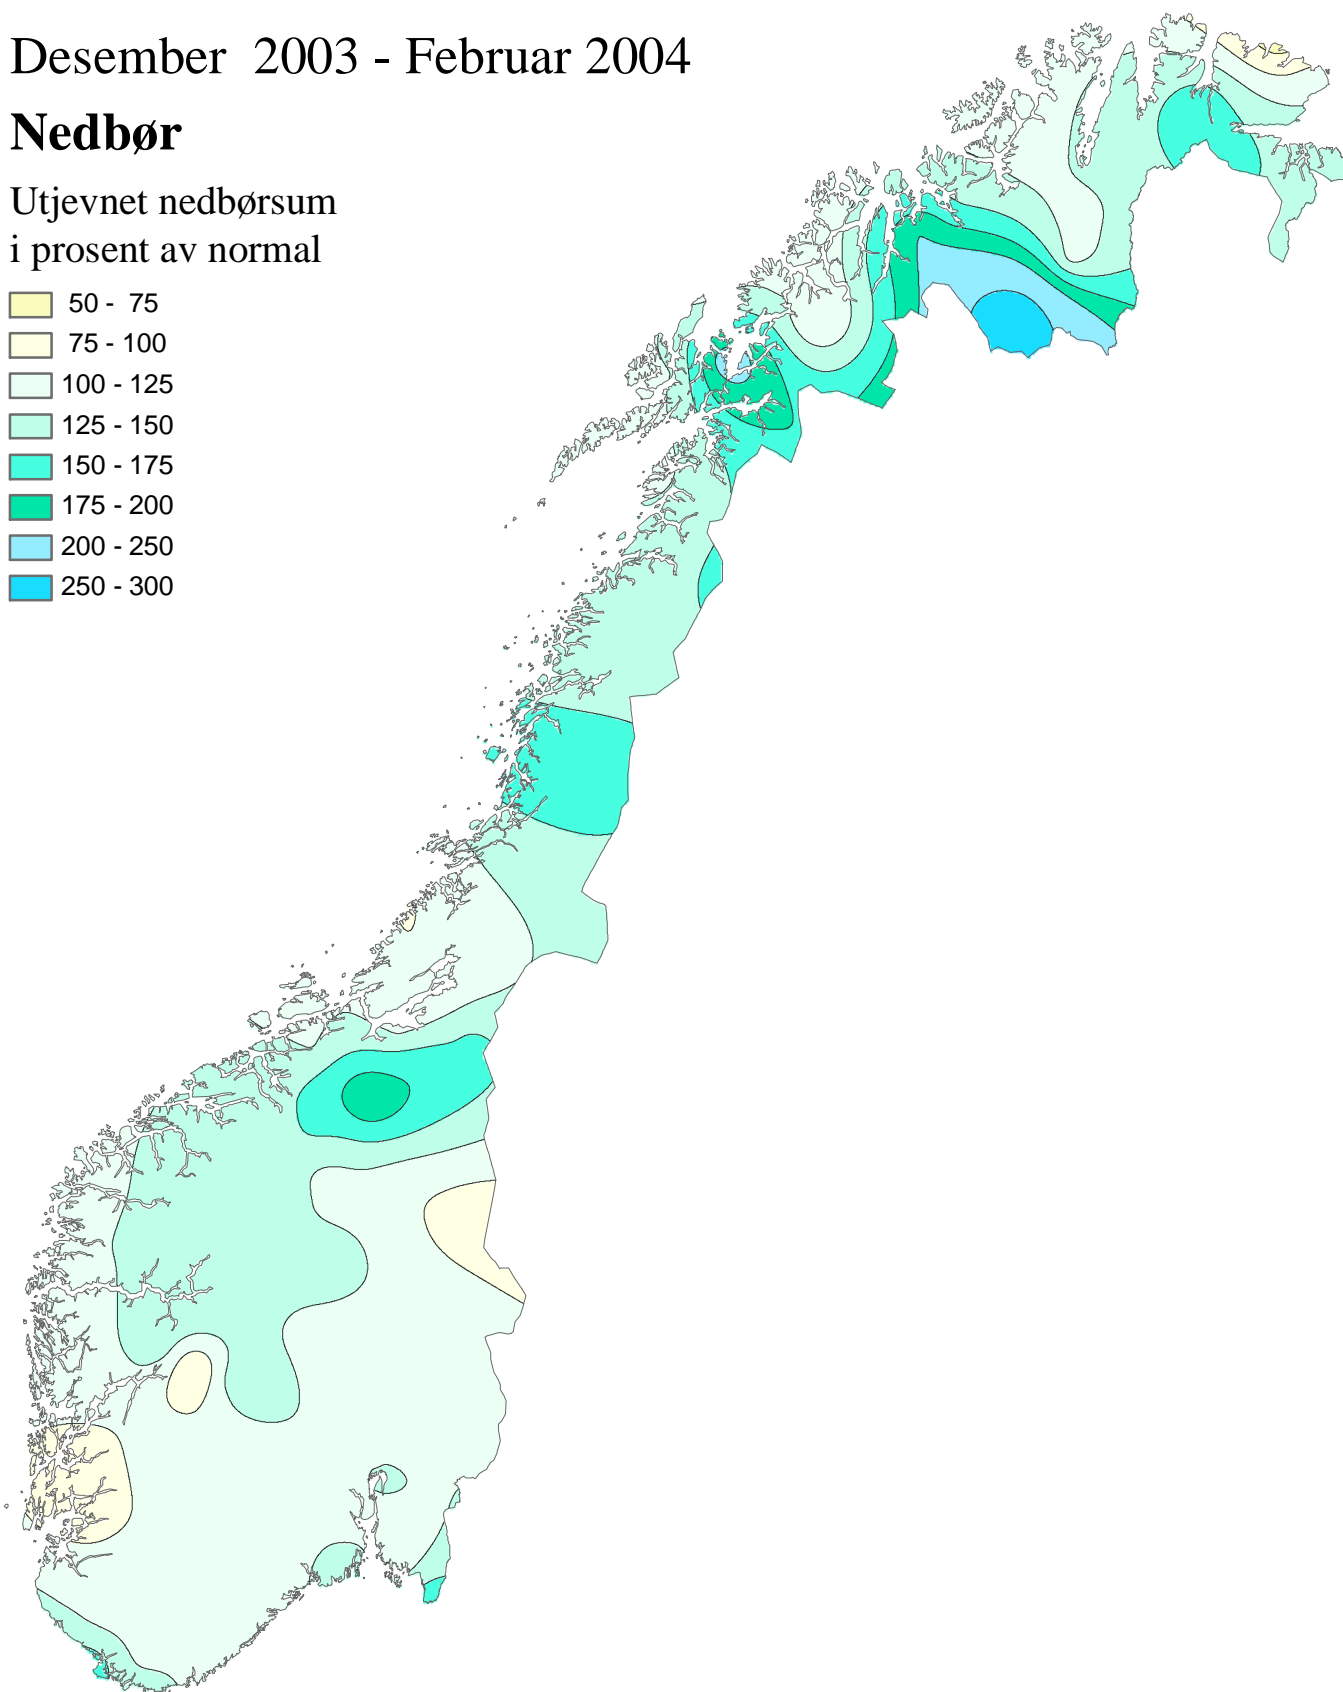 Desember 2003 - Februar 2004
Nedbør
Utjevnet nedbørsum
i prosent av normal
50 - 75
75 - 100
100 - 125
125 - 150
150 - 175
175 - 200
200 - 250
250 - 300